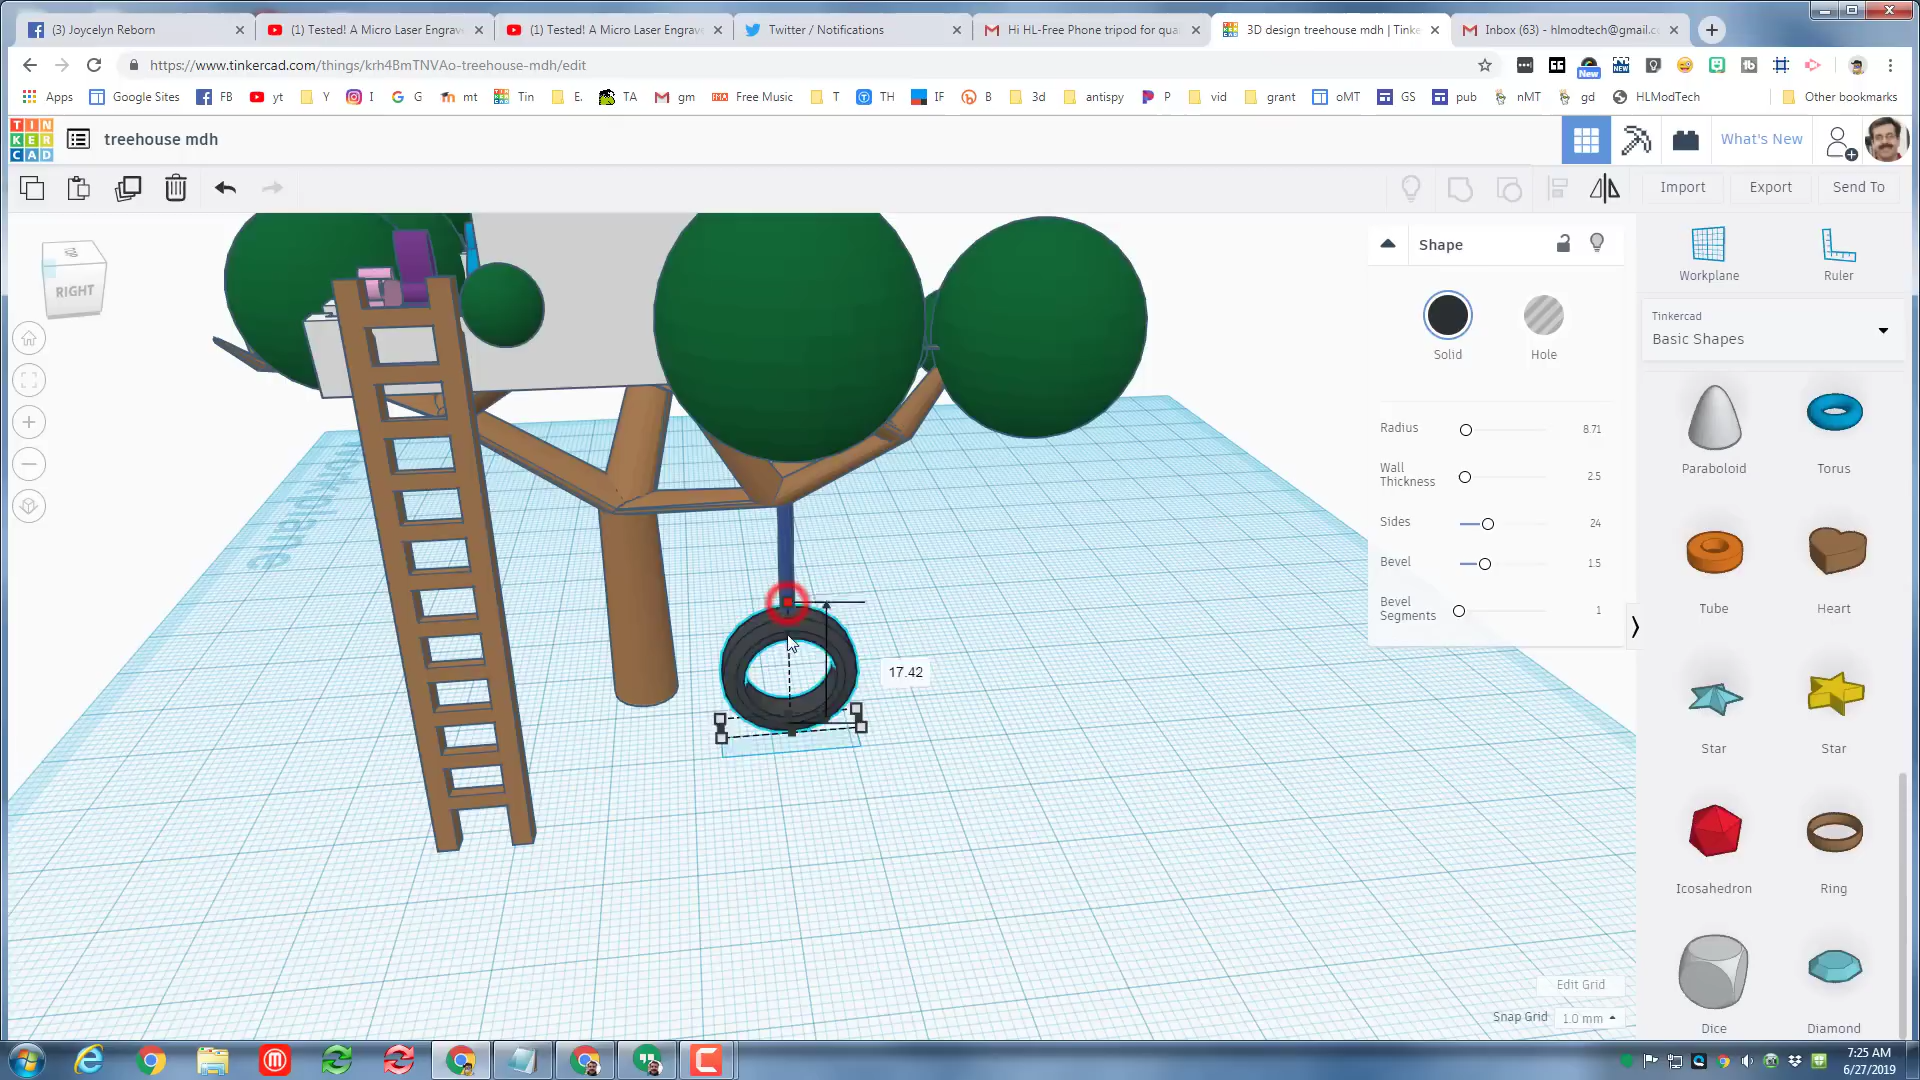 (3) Joycelyn Reborn
(1) Tested! A Micro Laser Engrave
(1) Tested! A Micro Laser Engrave
Twitter / Notifications
Hi HL-Free Phone tripod for qua
3D design treehouse mdh | Tinke
Inbox (63) - hlmodtech@gmail.c
https://www.tinkercad.com/things/krh4BmTNVAo-treehouse-mdh/edit
New
NEW
Apps
Google Sites
FB
yt
Y
I
G
mt
Tin
E.
TA
gm
Free Music
T
TH
IF
B
3d
antispy
P
vid
grant
oMT
GS
pub
nMT
gd
HLModTech
Other bookmarks
TIN
KER
CAD
treehouse mdh
What's New
Import
Export
Send To
RIGHT
Shape
Solid
Hole
Radius
8.71
Wall
Thickness
2.5
Sides
24
Bevel
1.5
Bevel
Segments
1
17.42
Workplane
Workplane
Ruler
Tinkercad
Basic Shapes
Paraboloid
Torus
Tube
Heart
Star
Star
Icosahedron
Ring
Dice
Diamond
Edit Grid
Snap Grid
1.0 mm
7:25 AM
6/27/2019